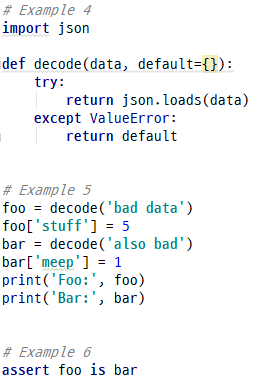 # Example 4
import json
def decode(data, default={}):
    try:
        return json.loads(data)
    except ValueError:
        return default
# Example 5
foo = decode('bad data')
foo['stuff'] = 5
bar = decode('also bad')
bar['meep'] = 1
print('Foo:', foo)
print('Bar:', bar)
# Example 6
assert foo is bar